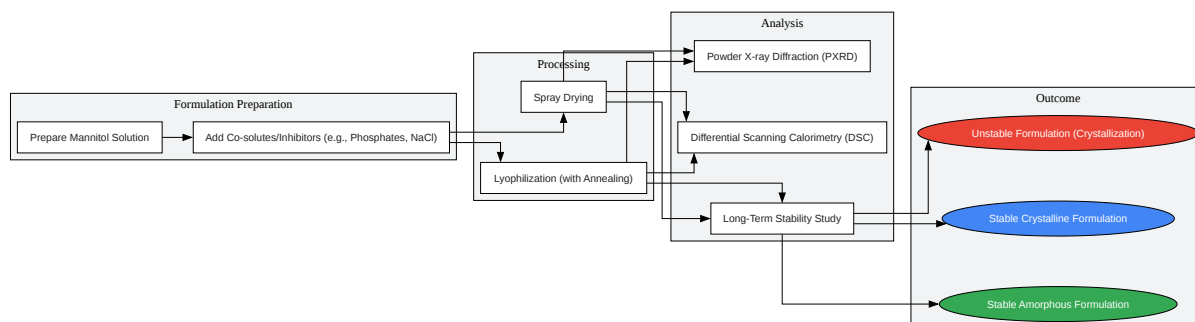 Formulation Preparation
Prepare Mannitol Solution
Add Co-solutes/Inhibitors (e.g., Phosphates, NaCl)
Processing
Spray Drying
Lyophilization (with Annealing)
Analysis
Powder X-ray Diffraction (PXRD)
Differential Scanning Calorimetry (DSC)
Long-Term Stability Study
Outcome
Unstable Formulation (Crystallization)
Stable Crystalline Formulation
Stable Amorphous Formulation